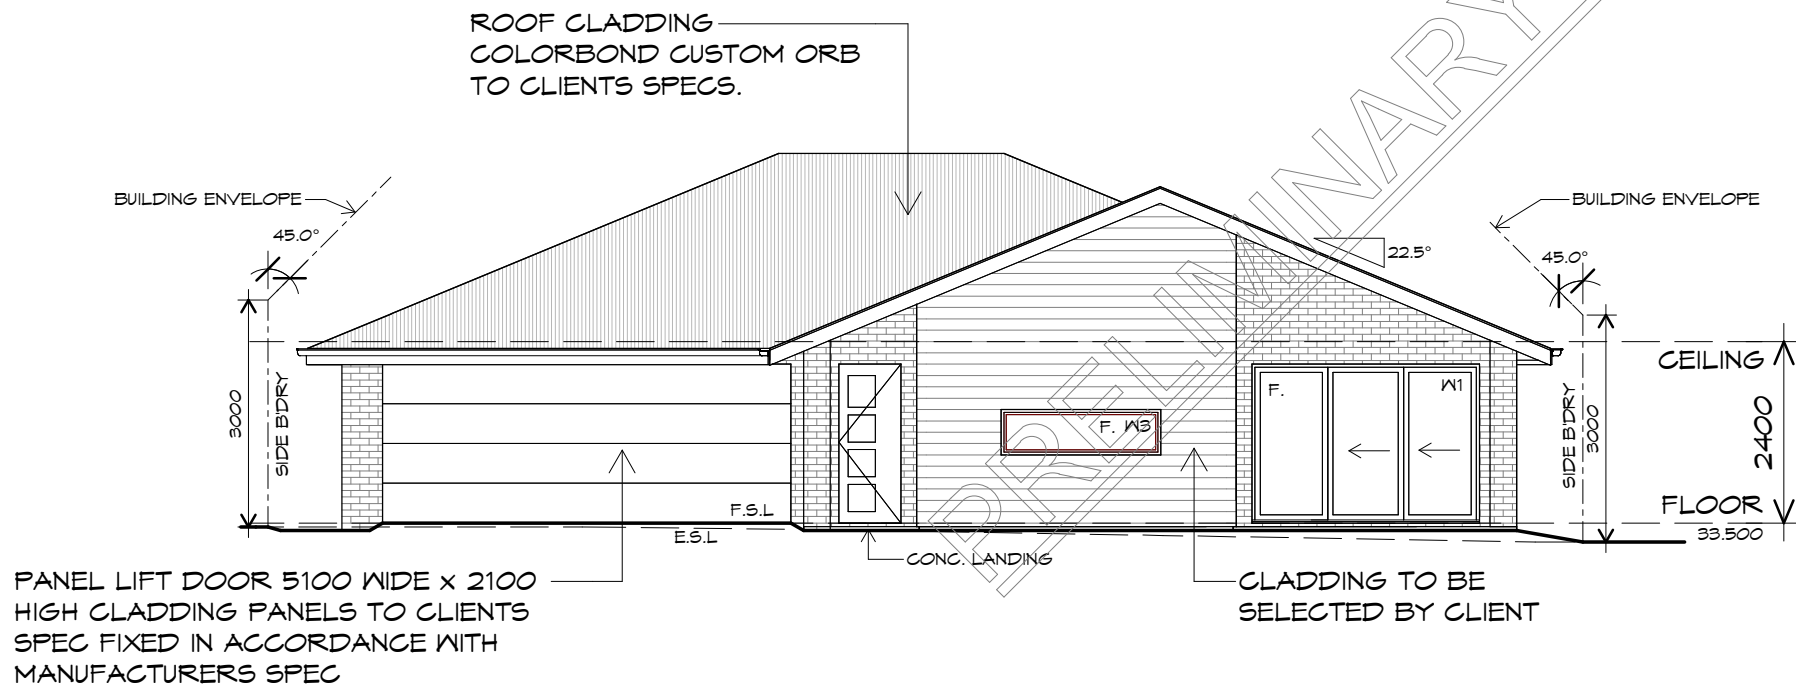 ROOF CLADDING
COLORBOND CUSTOM ORB
TO CLIENTS SPECS.
PRELIMINARY
BUILDING ENVELOPE
45.0°
BUILDING ENVELOPE
45.0°
22.5°
3000
SIDE B'DRY
F. W3
F.
W1
SIDE B'DRY
3000
CEILING
2400
FLOOR
33.500
F.S.L
E.S.L
CONC. LANDING
PANEL LIFT DOOR 5100 WIDE x 2100
HIGH CLADDING PANELS TO CLIENTS
SPEC FIXED IN ACCORDANCE WITH
MANUFACTURERS SPEC
CLADDING TO BE
SELECTED BY CLIENT